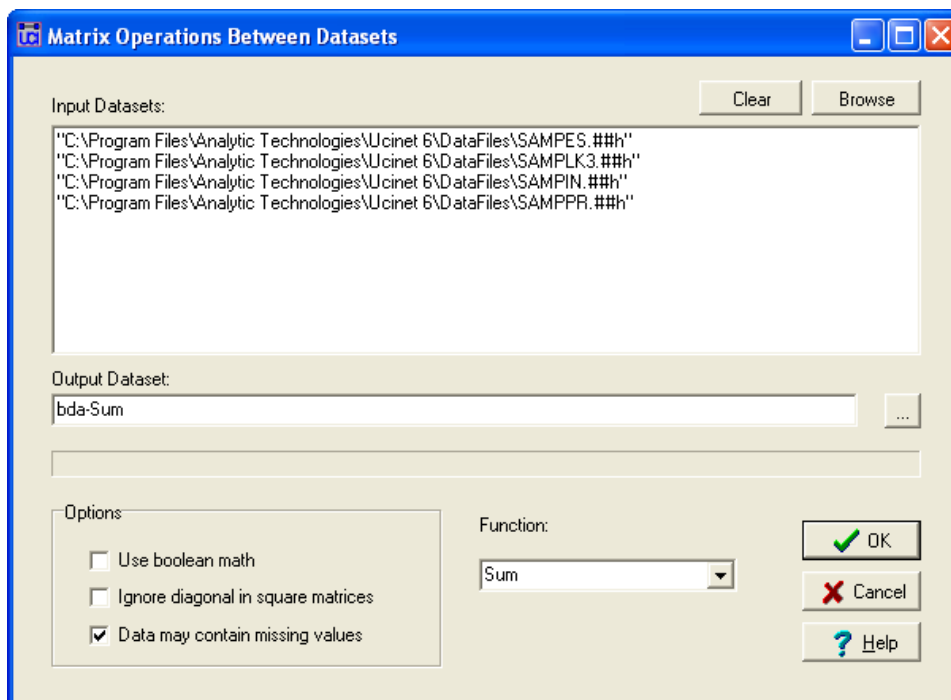 Matrix Operations Between Datasets
Input Datasets:
Clear
Browse
"C:\Program Files\Analytic Technologies\Ucinet 6\DataFiles\SAMPES.##h"
"C:\Program Files\Analytic Technologies\Ucinet 6\DataFiles\SAMPLK3.##h"
"C:\Program Files\Analytic Technologies\Ucinet 6\DataFiles\SAMPIN.##h"
"C:\Program Files\Analytic Technologies\Ucinet 6\DataFiles\SAMPPR.##h"
Output Dataset:
bda-Sum
...
Options
Use boolean math
Ignore diagonal in square matrices
Data may contain missing values
Function:
Sum
OK
Cancel
Help